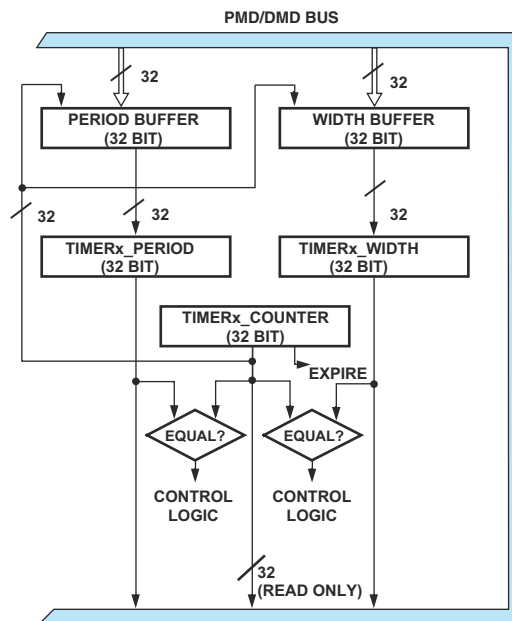 PMD/DMD BUS
32
32
PERIOD BUFFER
(32 BIT)
WIDTH BUFFER
(32 BIT)
32
32
32
TIMERx_PERIOD
(32 BIT)
TIMERx_WIDTH
(32 BIT)
TIMERx_COUNTER
(32 BIT)
EXPIRE
EQUAL?
EQUAL?
CONTROL
LOGIC
CONTROL
LOGIC
32
(READ ONLY)